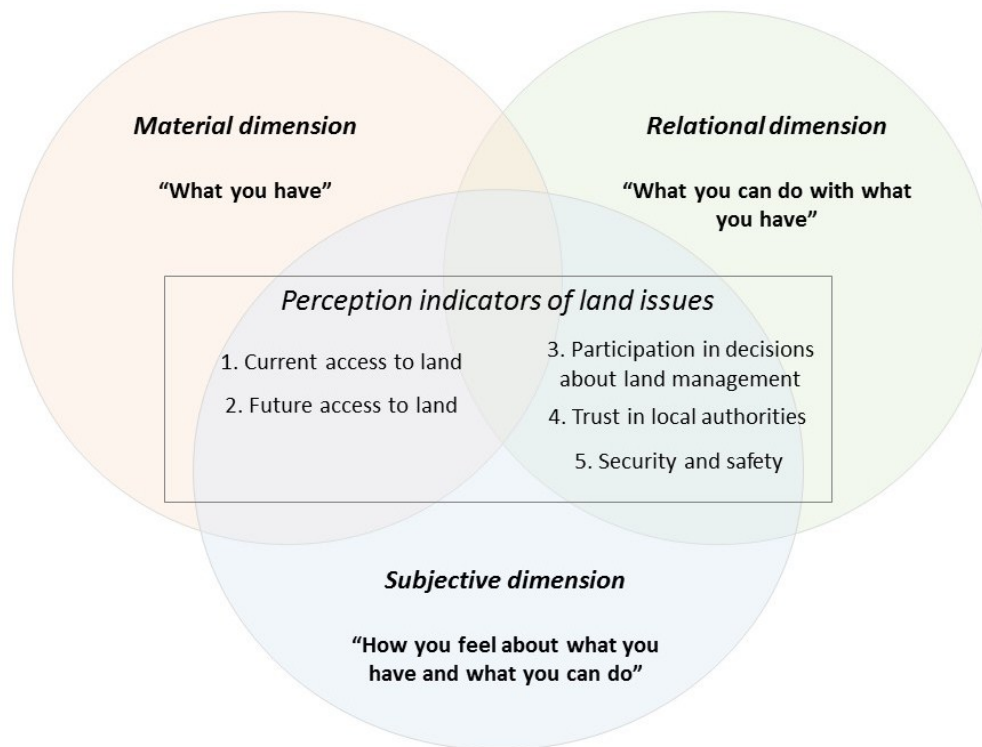 Material dimension
“What you have”
Relational dimension
“What you can do with what
you have”
Perception indicators of land issues
1. Current access to land
2. Future access to land
3. Participation in decisions
about land management
4. Trust in local authorities
5. Security and safety
Subjective dimension
“How you feel about what you
have and what you can do”